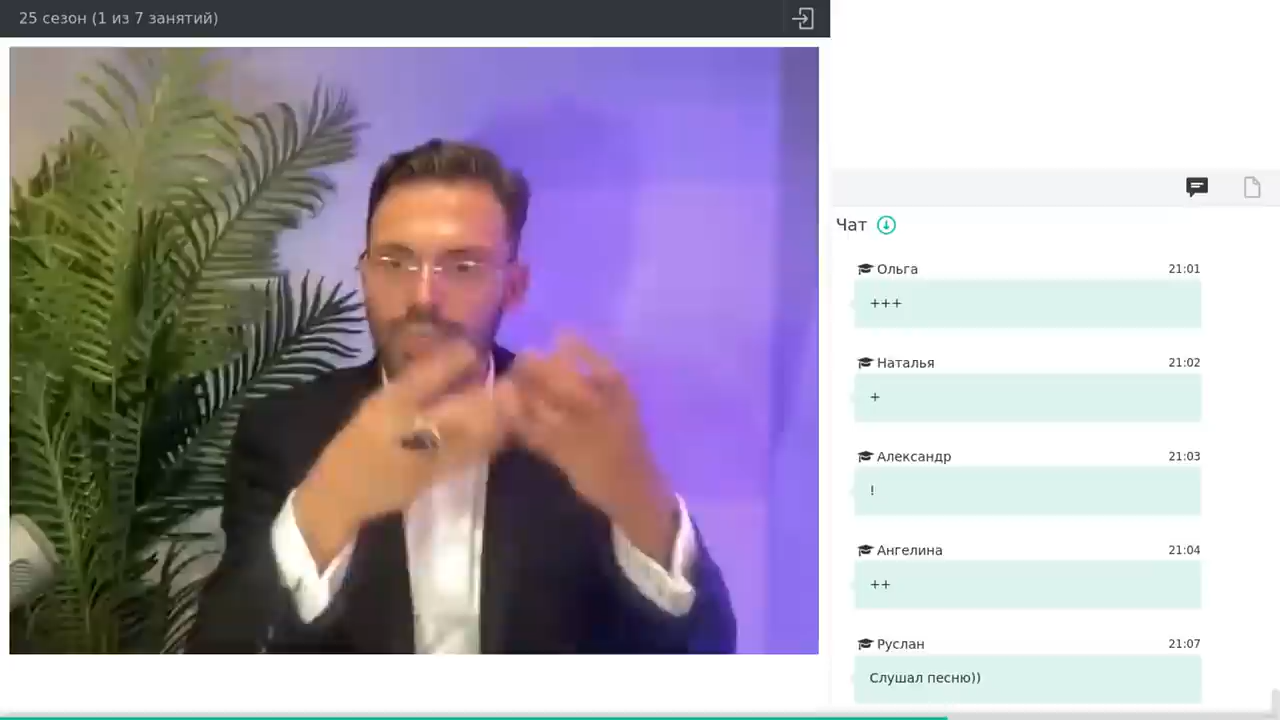 25 сезон (1 из 7 занятий)
Чат
Ольга 21:01
+++
Наталья 21:02
+
Александр 21:03
!
Ангелина 21:04
++
Руслан 21:07
Слушал песню))